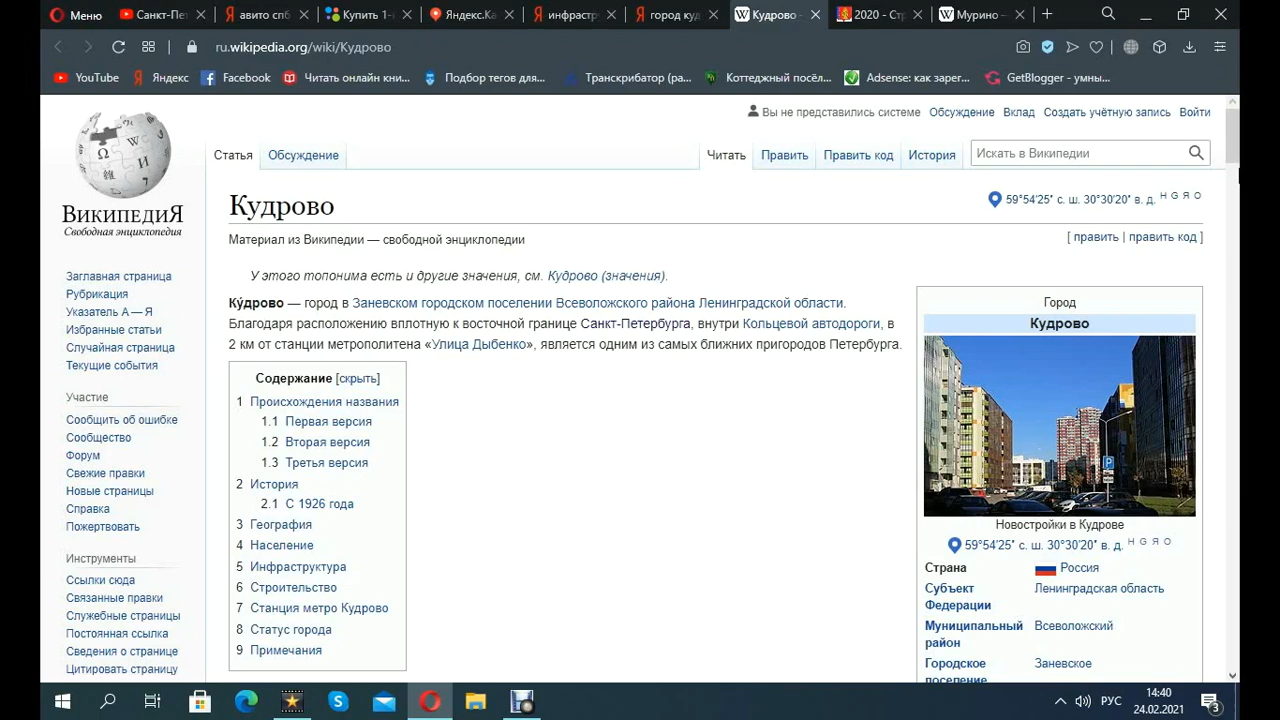 Меню
Санкт-Пет
авито спб
Купить 1-к
Яндекс.Ка
инфрастр
город куд
Кудрово -
2020 - Ст
Мурино –
ru.wikipedia.org/wiki/Кудрово
YouTube
Яндекс
Facebook
Читать онлайн кни...
Подбор тегов для...
Транскрибатор (ра...
Коттеджный посёл...
Adsense: как зарег...
GetBlogger - умны...
Вы не представились системе
Обсуждение
Вклад
Создать учётную запись
Войти
Статья
Обсуждение
Читать
Править
Править код
История
Искать в Википедии
ВИКИПЕДИЯ
Свободная энциклопедия
Кудрово
59°54′25″ с. ш. 30°30′20″ в. д. H G Я O
Материал из Википедии — свободной энциклопедии
[ править | править код ]
У этого топонима есть и другие значения, см. Кудрово (значения).
Ку́дрово — город в Заневском городском поселении Всеволожского района Ленинградской области.
Благодаря расположению вплотную к восточной границе Санкт-Петербурга, внутри Кольцевой автодороги, в
2 км от станции метрополитена «Улица Дыбенко», является одним из самых ближних пригородов Петербурга.
Заглавная страница
Рубрикация
Указатель А — Я
Избранные статьи
Случайная страница
Текущие события
Участие
Сообщить об ошибке
Сообщество
Форум
Свежие правки
Новые страницы
Справка
Пожертвовать
Инструменты
Ссылки сюда
Связанные правки
Служебные страницы
Постоянная ссылка
Сведения о странице
Цитировать страницу
Содержание [скрыть]
1 Происхождения названия
1.1 Первая версия
1.2 Вторая версия
1.3 Третья версия
2 История
2.1 С 1926 года
3 География
4 Население
5 Инфраструктура
6 Строительство
7 Станция метро Кудрово
8 Статус города
9 Примечания
Город
Кудрово
P
Новостройки в Кудрове
59°54′25″ с. ш. 30°30′20″ в. д. H G Я O
Страна Россия
Субъект Ленинградская область
Федерации
Муниципальный Всеволожский
район
Городское Заневское
поселение
РУС
14:40
24.02.2021
3